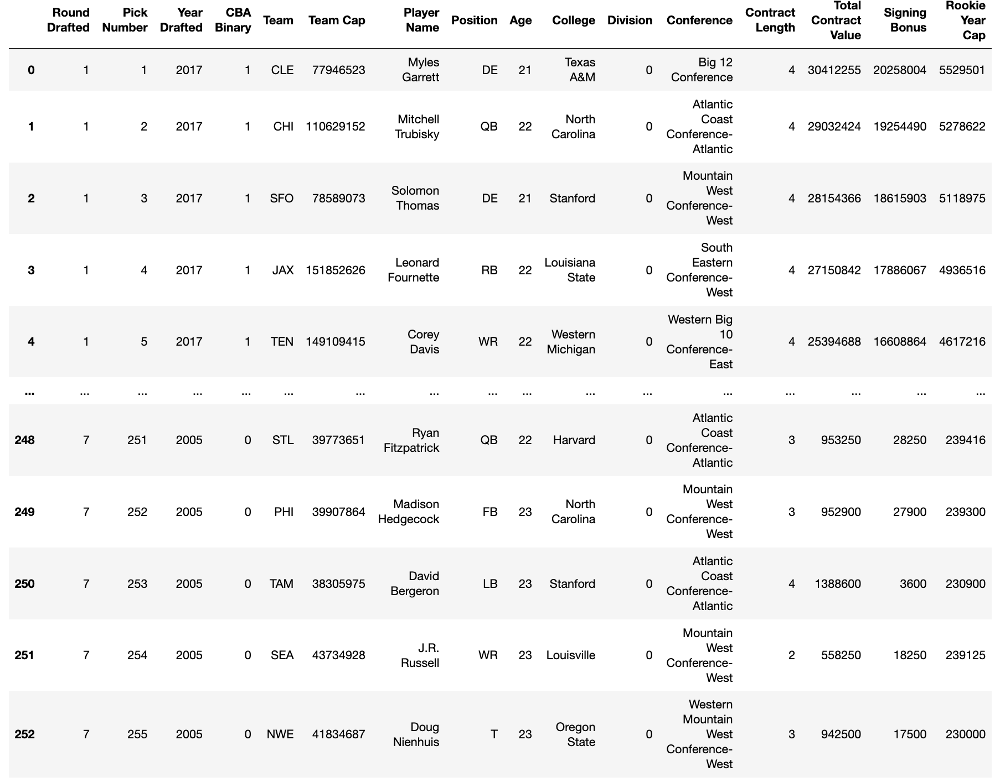 Round Drafted Pick Number Year Drafted CBA Binary Team Team Cap Player Name Position Age College Division Conference Contract Length Total Contract Value Signing Bonus Rookie Year Cap
0 1 1 2017 1 CLE 77946523 Myles Garrett DE 21 Texas A&M 0 Big 12 Conference 4 30412255 20258004 5529501
1 1 2 2017 1 CHI 110629152 Mitchell Trubisky QB 22 North Carolina 0 Atlantic Coast Conference-Atlantic 4 29032424 19254490 5278622
2 1 3 2017 1 SFO 78589073 Solomon Thomas DE 21 Stanford 0 Mountain West Conference-West 4 28154366 18615903 5118975
3 1 4 2017 1 JAX 151852626 Leonard Fournette RB 22 Louisiana State 0 South Eastern Conference-West 4 27150842 17886067 4936516
4 1 5 2017 1 TEN 149109415 Corey Davis WR 22 Western Michigan 0 Western Big 10 Conference-East 4 25394688 16608864 4617216
... ... ... ... ... ... ... ... ... ... ... ... ... ... ... ... ...
248 7 251 2005 0 STL 39773651 Ryan Fitzpatrick QB 22 Harvard 0 Atlantic Coast Conference-Atlantic 3 953250 28250 239416
249 7 252 2005 0 PHI 39907864 Madison Hedgecock FB 23 North Carolina 0 Mountain West Conference-West 3 952900 27900 239300
250 7 253 2005 0 TAM 38305975 David Bergeron LB 23 Stanford 0 Atlantic Coast Conference-Atlantic 4 1388600 3600 230900
251 7 254 2005 0 SEA 43734928 J.R. Russell WR 23 Louisville 0 Mountain West Conference-West 2 558250 18250 239125
252 7 255 2005 0 NWE 41834687 Doug Nienhuis T 23 Oregon State 0 Western Mountain West Conference-West 3 942500 17500 230000